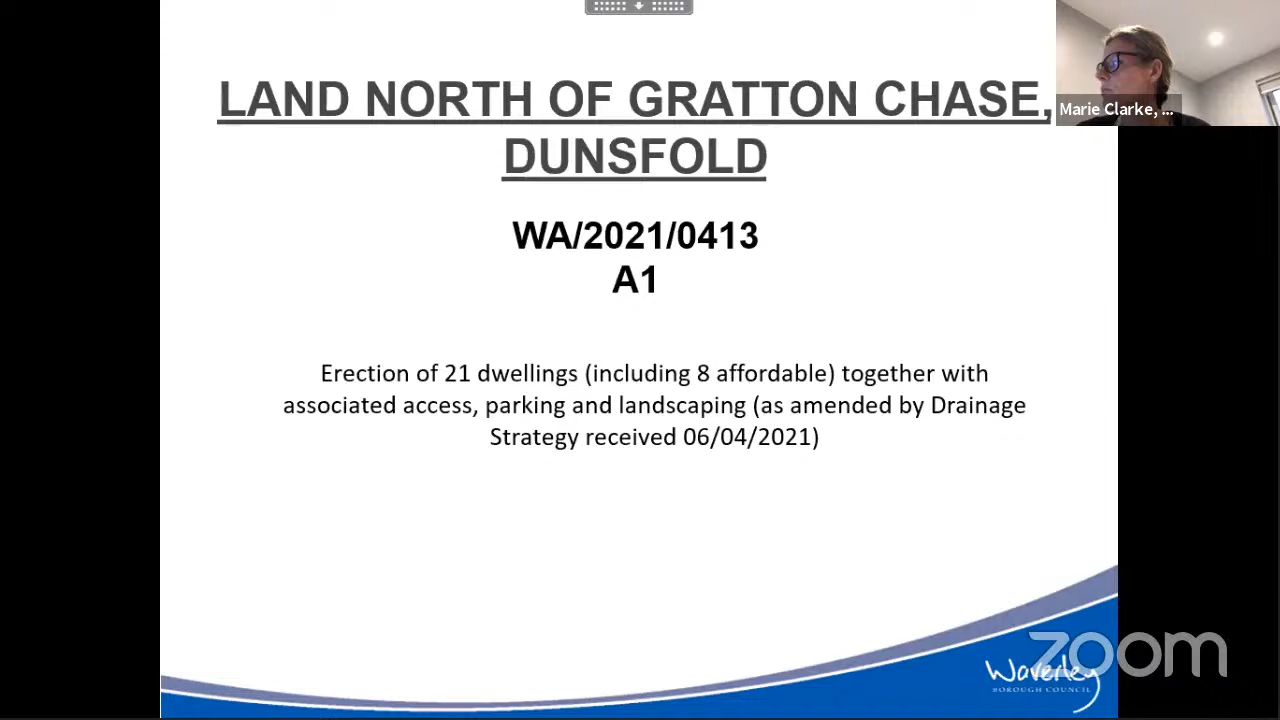 LAND NORTH OF GRATTON CHASE,
DUNSFOLD
Marie Clarke, ...
WA/2021/0413
A1
Erection of 21 dwellings (including 8 affordable) together with
associated access, parking and landscaping (as amended by Drainage
Strategy received 06/04/2021)
zoom
Waverley
BOROUGH COUNCIL